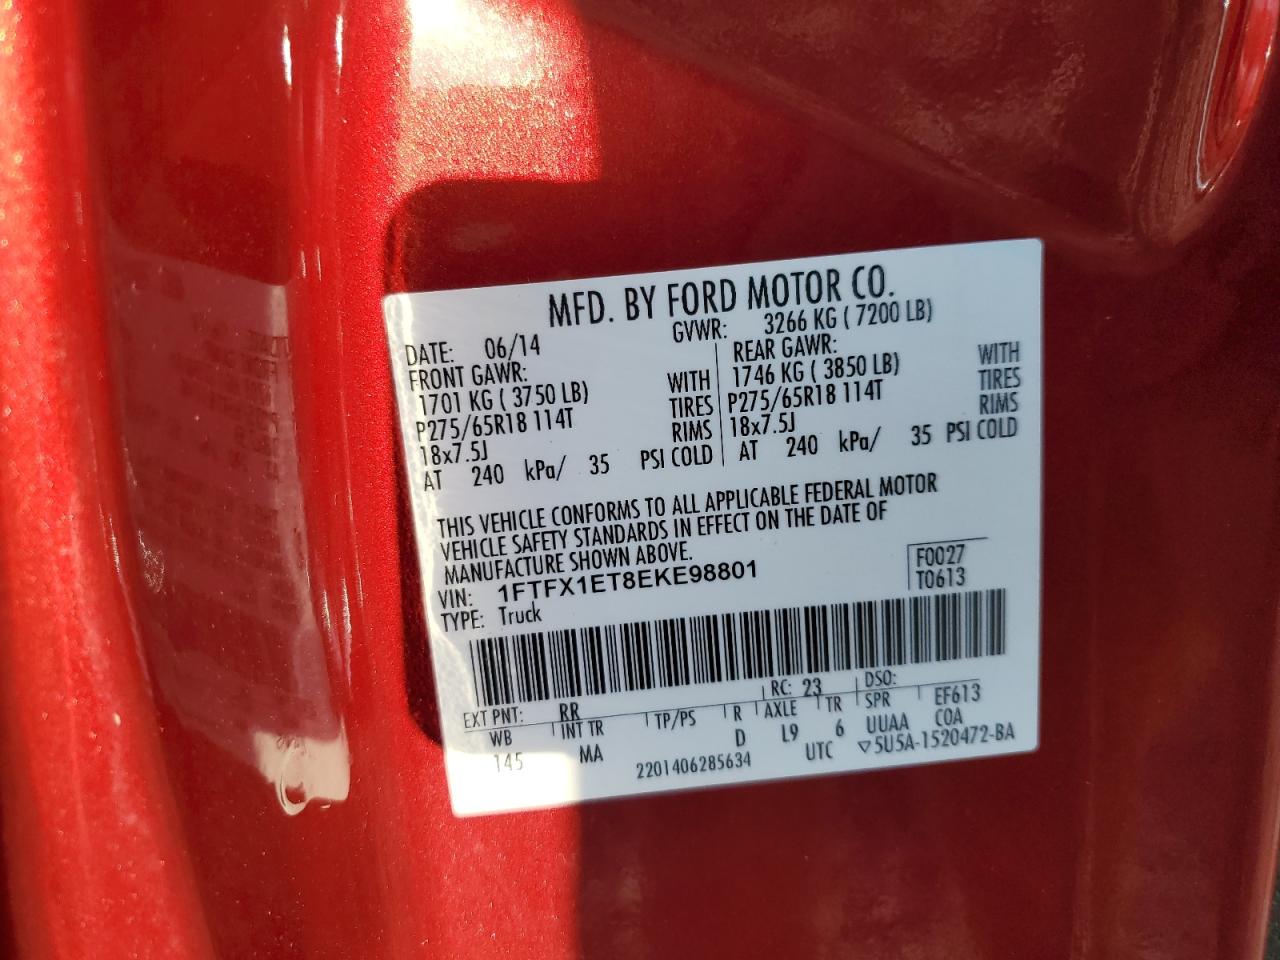 MFD. BY FORD MOTOR CO.
DATE: 06/14 GVWR: 3266 KG ( 7200 LB)
FRONT GAWR: REAR GAWR:
1701 KG ( 3750 LB) WITH 1746 KG ( 3850 LB) WITH
P275/65R18 114T TIRES P275/65R18 114T TIRES
18x7.5J RIMS 18x7.5J RIMS
AT 240 kPa/ 35 PSI COLD AT 240 kPa/ 35 PSI COLD
THIS VEHICLE CONFORMS TO ALL APPLICABLE FEDERAL MOTOR
VEHICLE SAFETY STANDARDS IN EFFECT ON THE DATE OF
MANUFACTURE SHOWN ABOVE.
VIN: 1FTFX1ET8EKE98801 F0027
TYPE: Truck T0613
EXT PNT: RR RC: 23 DSO:
WB INT TR TP/PS R AXLE TR SPR EF613
145 MA D L9 6 UUAA COA
2201406285634 UTC ▽5U5A-1520472-BA